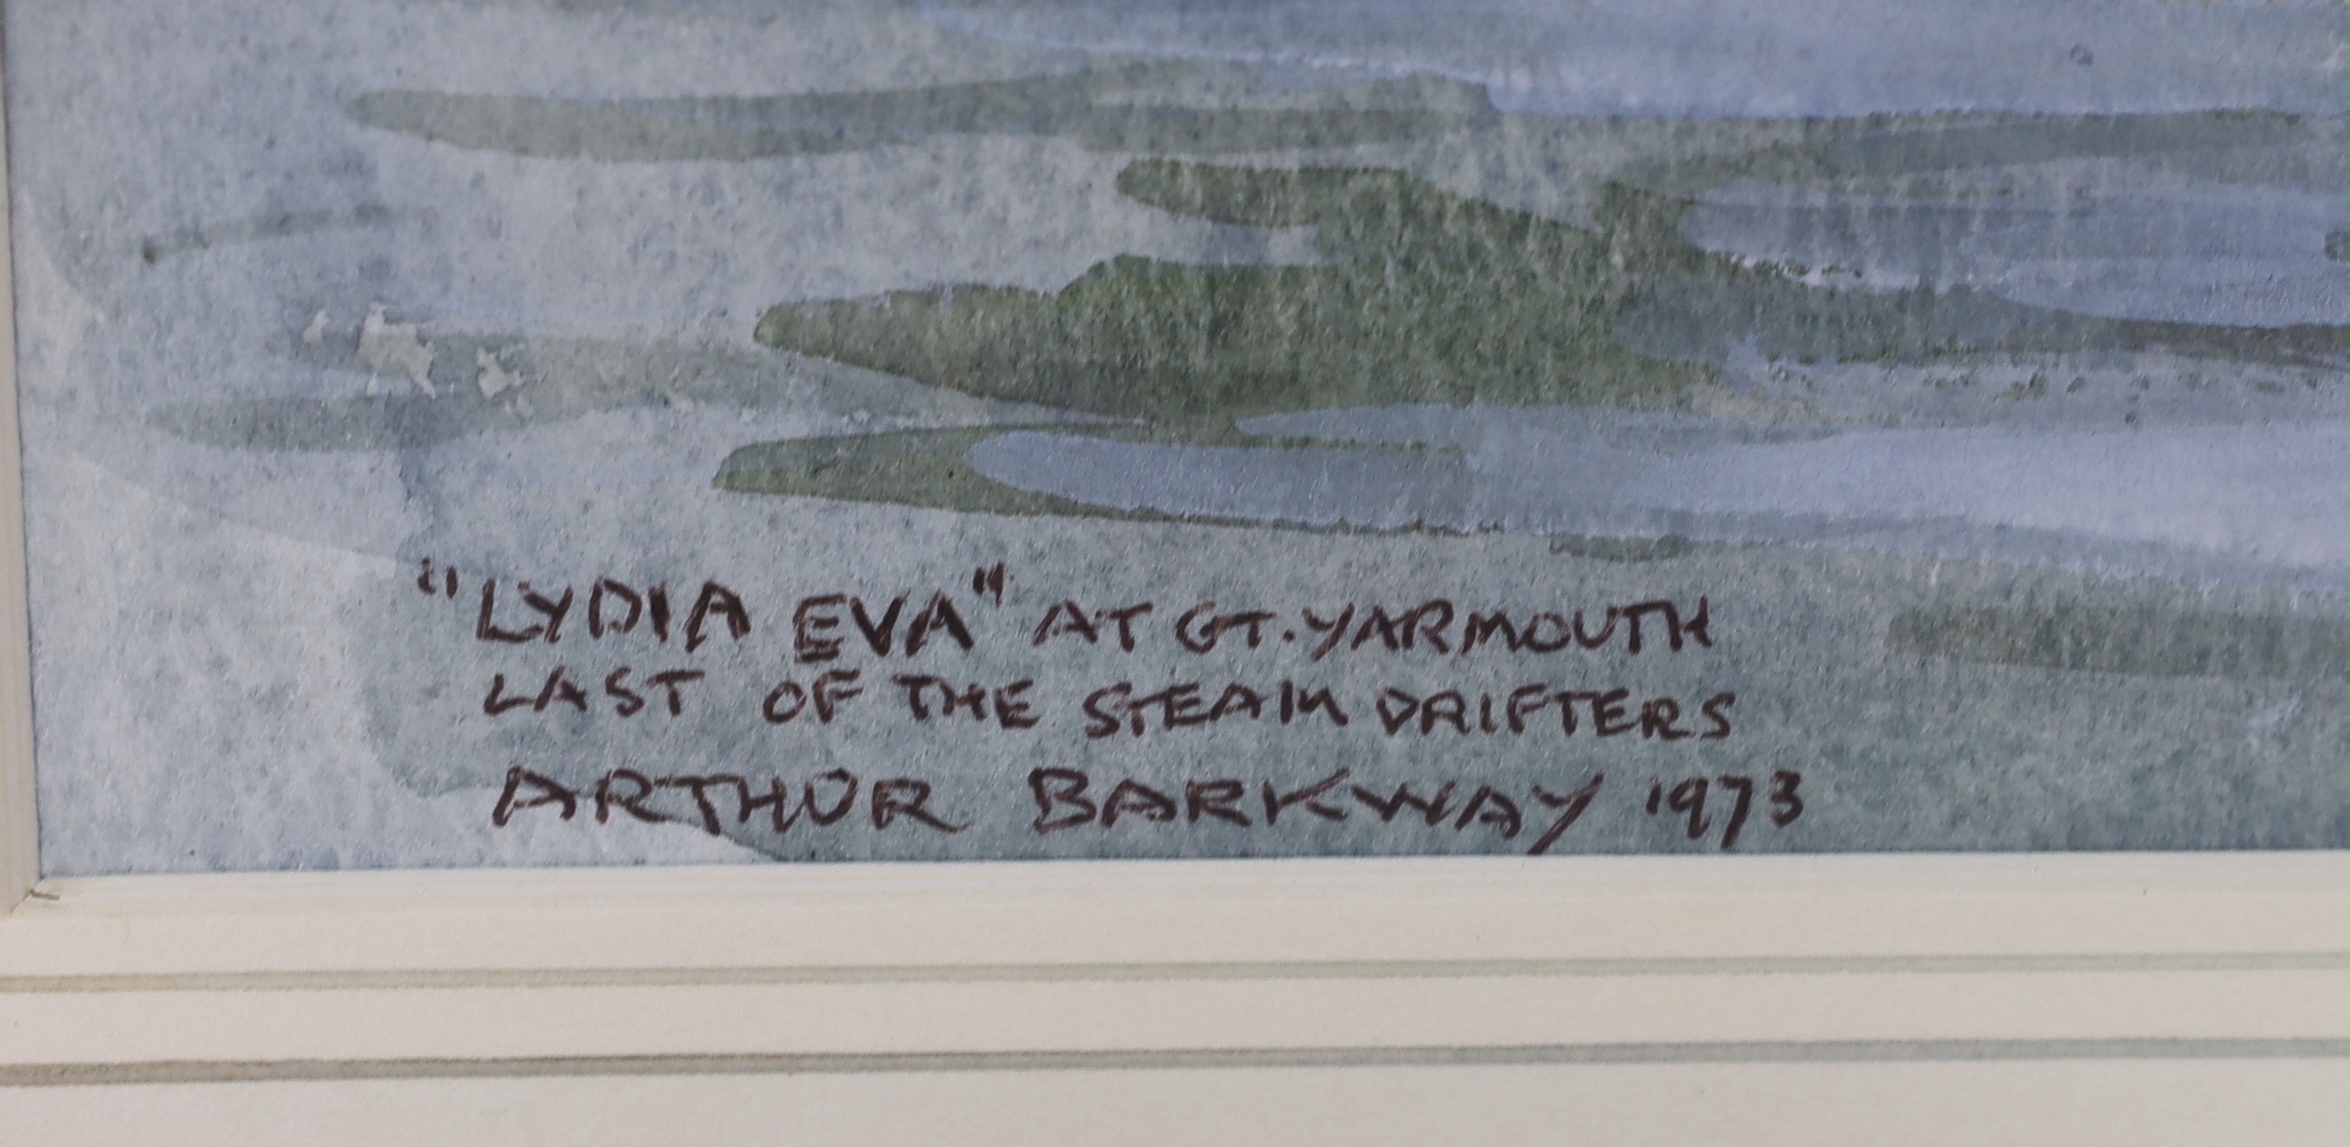 "LYDIA EVA" AT GT. YARMOUTH
LAST OF THE STEAM DRIFTERS
ARTHUR BARKWAY 1973